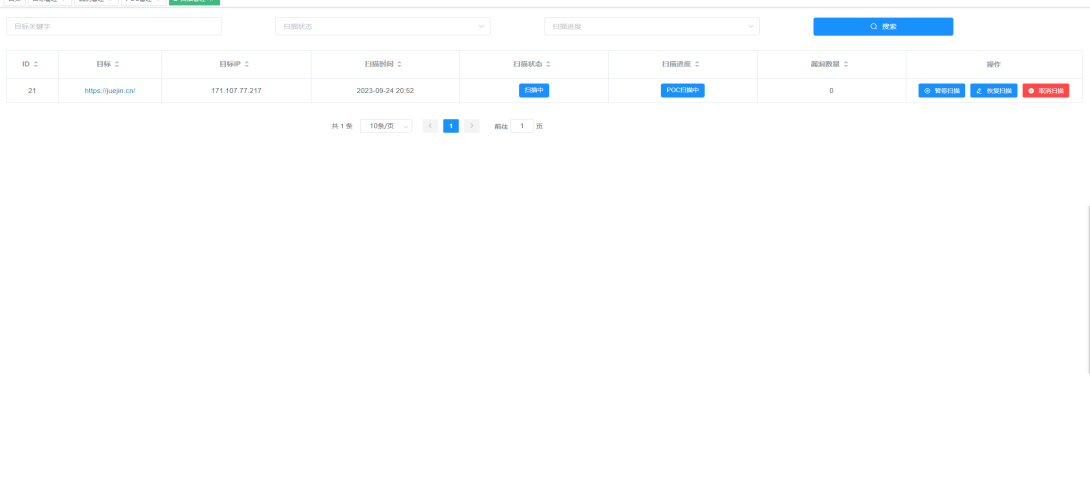 目标关键字 扫描状态 扫描进度 搜索
ID 目标 目标IP 扫描时间 扫描状态 扫描进度 漏洞数量 操作
21 https://juejin.cn/ 171.107.77.217 2023-09-24 20:52 扫描中 POC扫描中 0 暂停扫描 恢复扫描 取消扫描
共 1 条 10条/页 1 前往 1 页